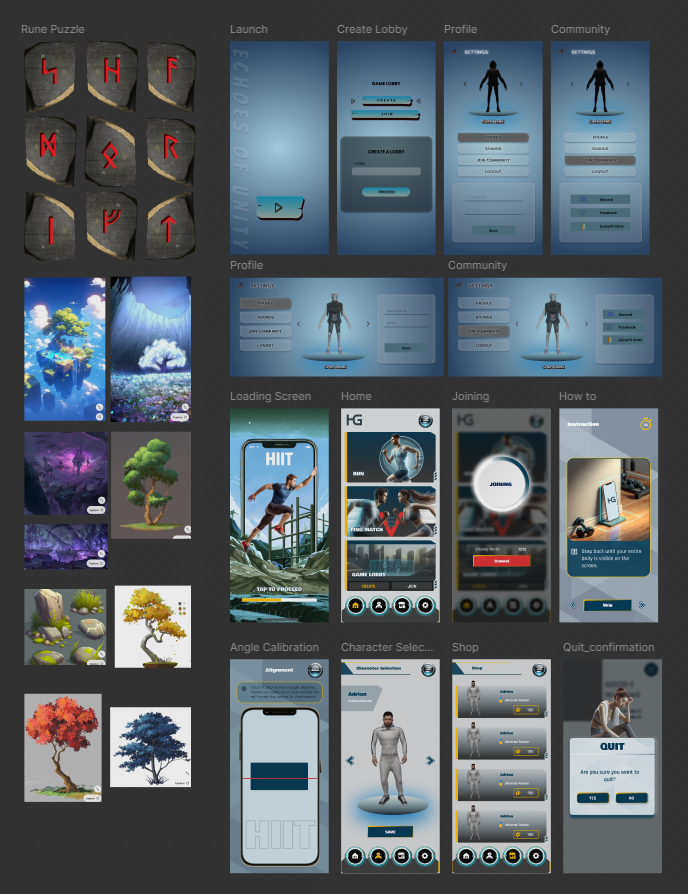 Rune Puzzle
Launch
Create Lobby
Profile
Community
ECHOES OF UNITY
GAME LOBBY
CREATE
JOIN
CREATE A LOBBY
PROCEED
SETTINGS
PROFILE
SOUNDS
JOIN COMMUNITY
LOGOUT
SETTINGS
PROFILE
SOUNDS
JOIN COMMUNITY
LOGOUT
Discord
Facebook
Profile
Community
SETTINGS
PROFILE
SOUNDS
JOIN COMMUNITY
LOGOUT
SETTINGS
PROFILE
SOUNDS
JOIN COMMUNITY
LOGOUT
Discord
Facebook
Loading Screen
Home
Joining
How to
HIIT
TAP TO PROCEED
HG
RUN
FIND MATCH
GAME LOBBY
CREATE
JOIN
JOINING
Finding Match
Cancel
Instruction
HG
Step back until your entire
body is visible on the
screen.
Skip
Angle Calibration
Character Selec...
Shop
Quit_confirmation
Alignment
HIIT
Character Selection
Adrian
SAVE
Shop
Adrian
Adrian
Adrian
Adrian
QUIT
Are you sure you want to
quit?
YES
NO